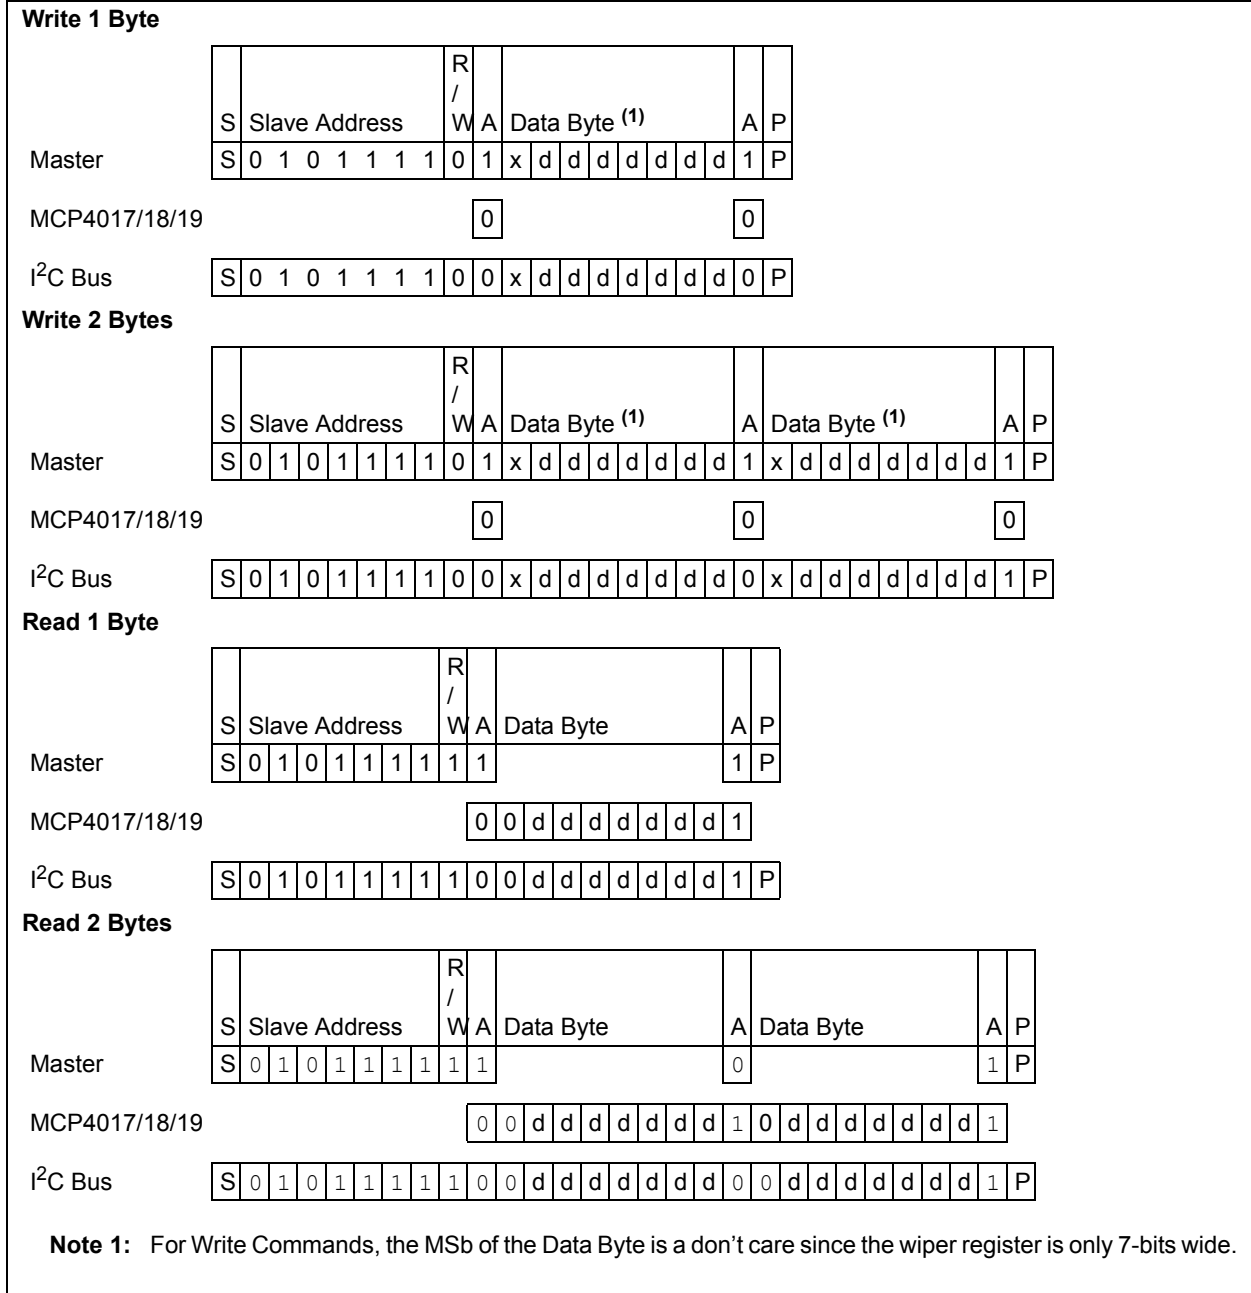 Write 1 Byte
R
/
S Slave Address W A Data Byte (1) A P
Master S 0 1 0 1 1 1 1 0 1 x d d d d d d d 1 P
MCP4017/18/19 0 0
I2C Bus S 0 1 0 1 1 1 1 0 0 x d d d d d d d 0 P
Write 2 Bytes
R
/
S Slave Address W A Data Byte (1) A Data Byte (1) A P
Master S 0 1 0 1 1 1 1 0 1 x d d d d d d d 1 x d d d d d d d 1 P
MCP4017/18/19 0 0 0
I2C Bus S 0 1 0 1 1 1 1 0 0 x d d d d d d d 0 x d d d d d d d 1 P
Read 1 Byte
R
/
S Slave Address W A Data Byte A P
Master S 0 1 0 1 1 1 1 1 1 1 P
MCP4017/18/19 0 0 d d d d d d d 1
I2C Bus S 0 1 0 1 1 1 1 1 0 0 d d d d d d d 1 P
Read 2 Bytes
R
/
S Slave Address W A Data Byte A Data Byte A P
Master S 0 1 0 1 1 1 1 1 1 0 1 P
MCP4017/18/19 0 0 d d d d d d d 1 0 d d d d d d d 1
I2C Bus S 0 1 0 1 1 1 1 1 0 0 d d d d d d d 0 0 d d d d d d d 1 P
Note 1: For Write Commands, the MSb of the Data Byte is a don't care since the wiper register is only 7-bits wide.